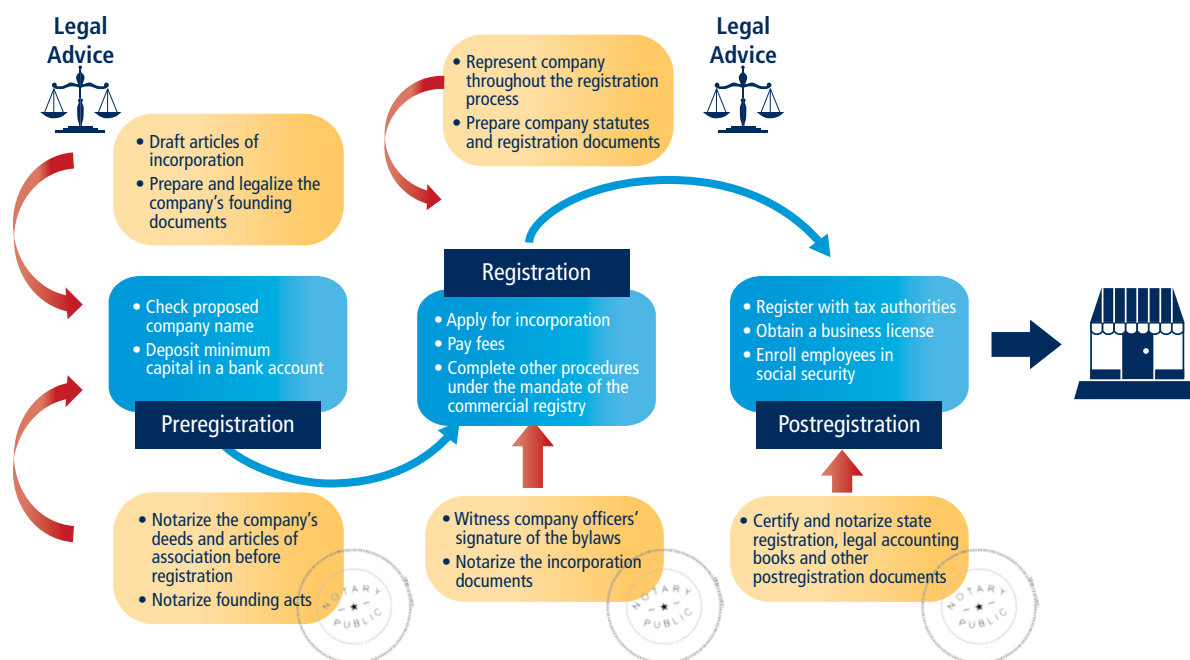 Legal
Advice
• Draft articles of
incorporation
• Prepare and legalize the
company’s founding
documents
• Represent company
throughout the registration
process
• Prepare company statutes
and registration documents
Legal
Advice
• Check proposed
company name
• Deposit minimum
capital in a bank account
Preregistration
Registration
• Apply for incorporation
• Pay fees
• Complete other procedures
under the mandate of the
commercial registry
• Register with tax authorities
• Obtain a business license
• Enroll employees in
social security
Postregistration
• Notarize the company’s
deeds and articles of
association before
registration
• Notarize founding acts
NOTARY
PUBLIC
• Witness company officers’
signature of the bylaws
• Notarize the incorporation
documents
NOTARY
PUBLIC
• Certify and notarize state
registration, legal accounting
books and other
postregistration documents
NOTARY
PUBLIC